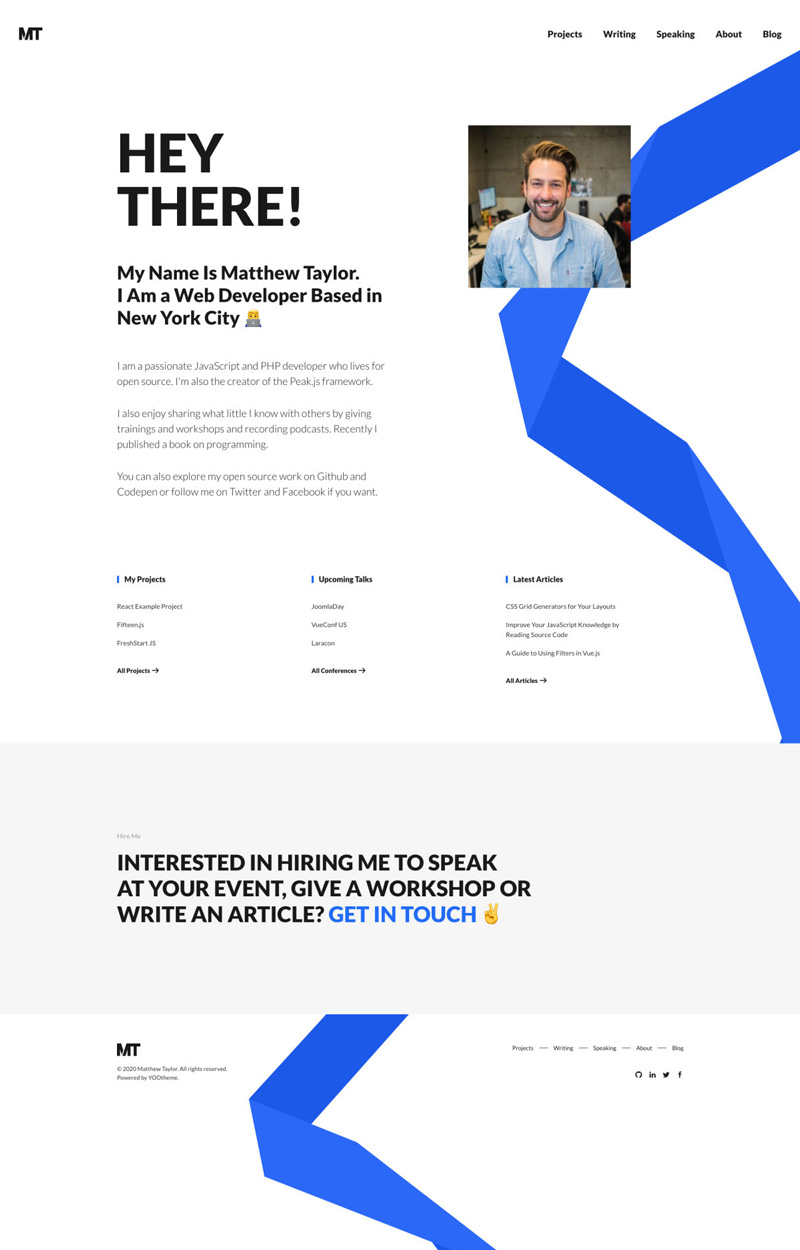 MT
Projects Writing Speaking About Blog
HEY
THERE!
My Name Is Matthew Taylor.
I Am a Web Developer Based in
New York City 👨‍💻
I am a passionate JavaScript and PHP developer who lives for
open source. I'm also the creator of the Peak.js framework.
I also enjoy sharing what little I know with others by giving
trainings and workshops and recording podcasts. Recently I
published a book on programming.
You can also explore my open source work on Github and
Codepen or follow me on Twitter and Facebook if you want.
My Projects
React Example Project
Fifteen.js
FreshStart JS
All Projects →
Upcoming Talks
JoomlaDay
VueConf US
Laracon
All Conferences →
Latest Articles
CSS Grid Generators for Your Layouts
Improve Your JavaScript Knowledge by
Reading Source Code
A Guide to Using Filters in Vue.js
All Articles →
Hire Me
INTERESTED IN HIRING ME TO SPEAK
AT YOUR EVENT, GIVE A WORKSHOP OR
WRITE AN ARTICLE? GET IN TOUCH ✌️
MT
© 2020 Matthew Taylor. All rights reserved.
Powered by YOOtheme.
Projects — Writing — Speaking — About — Blog